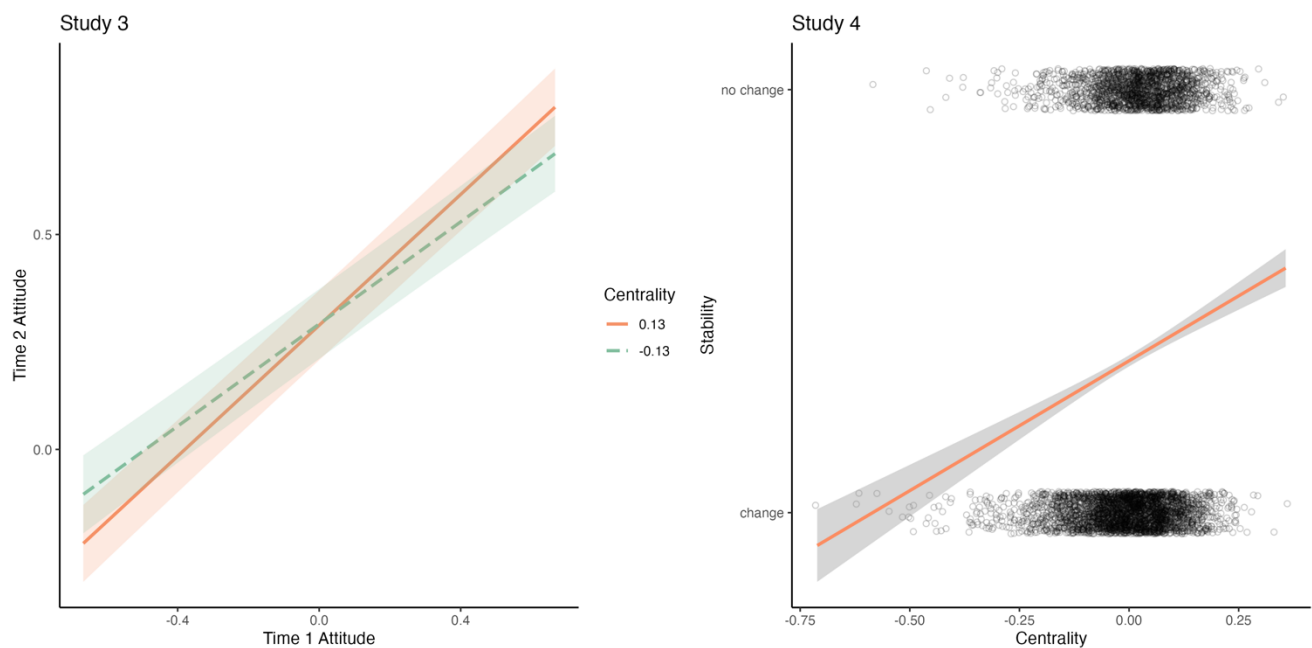 Study 3
Time 2 Attitude
0.5
0.0
-0.4
0.0
0.4
Time 1 Attitude
Centrality
0.13
-0.13
Study 4
Stability
no change
change
-0.75
-0.50
-0.25
0.00
0.25
Centrality